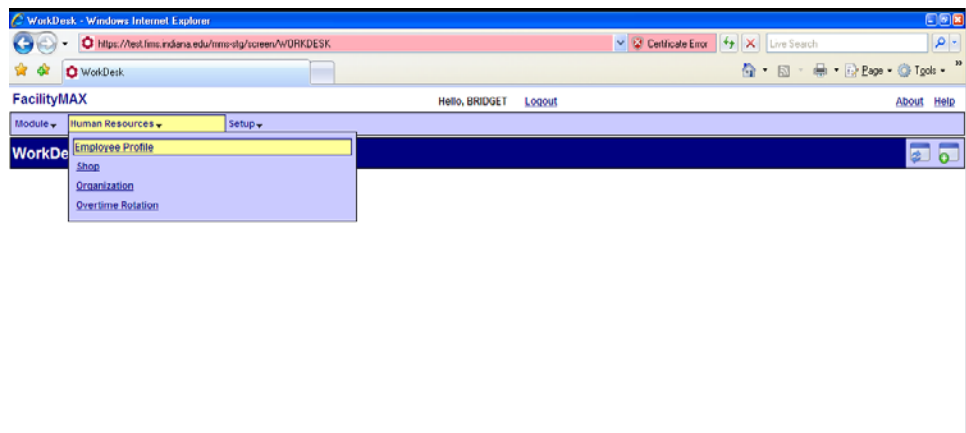 WorkDesk - Windows Internet Explorer
https://test.fims.indiana.edu/mms-stg/screen/WORKDESK Certificate Error Live Search
WorkDesk Page Tools
FacilityMAX Hello, BRIDGET Logout About Help
Module Human Resources Setup
WorkDe
Employee Profile
Shop
Organization
Overtime Rotation